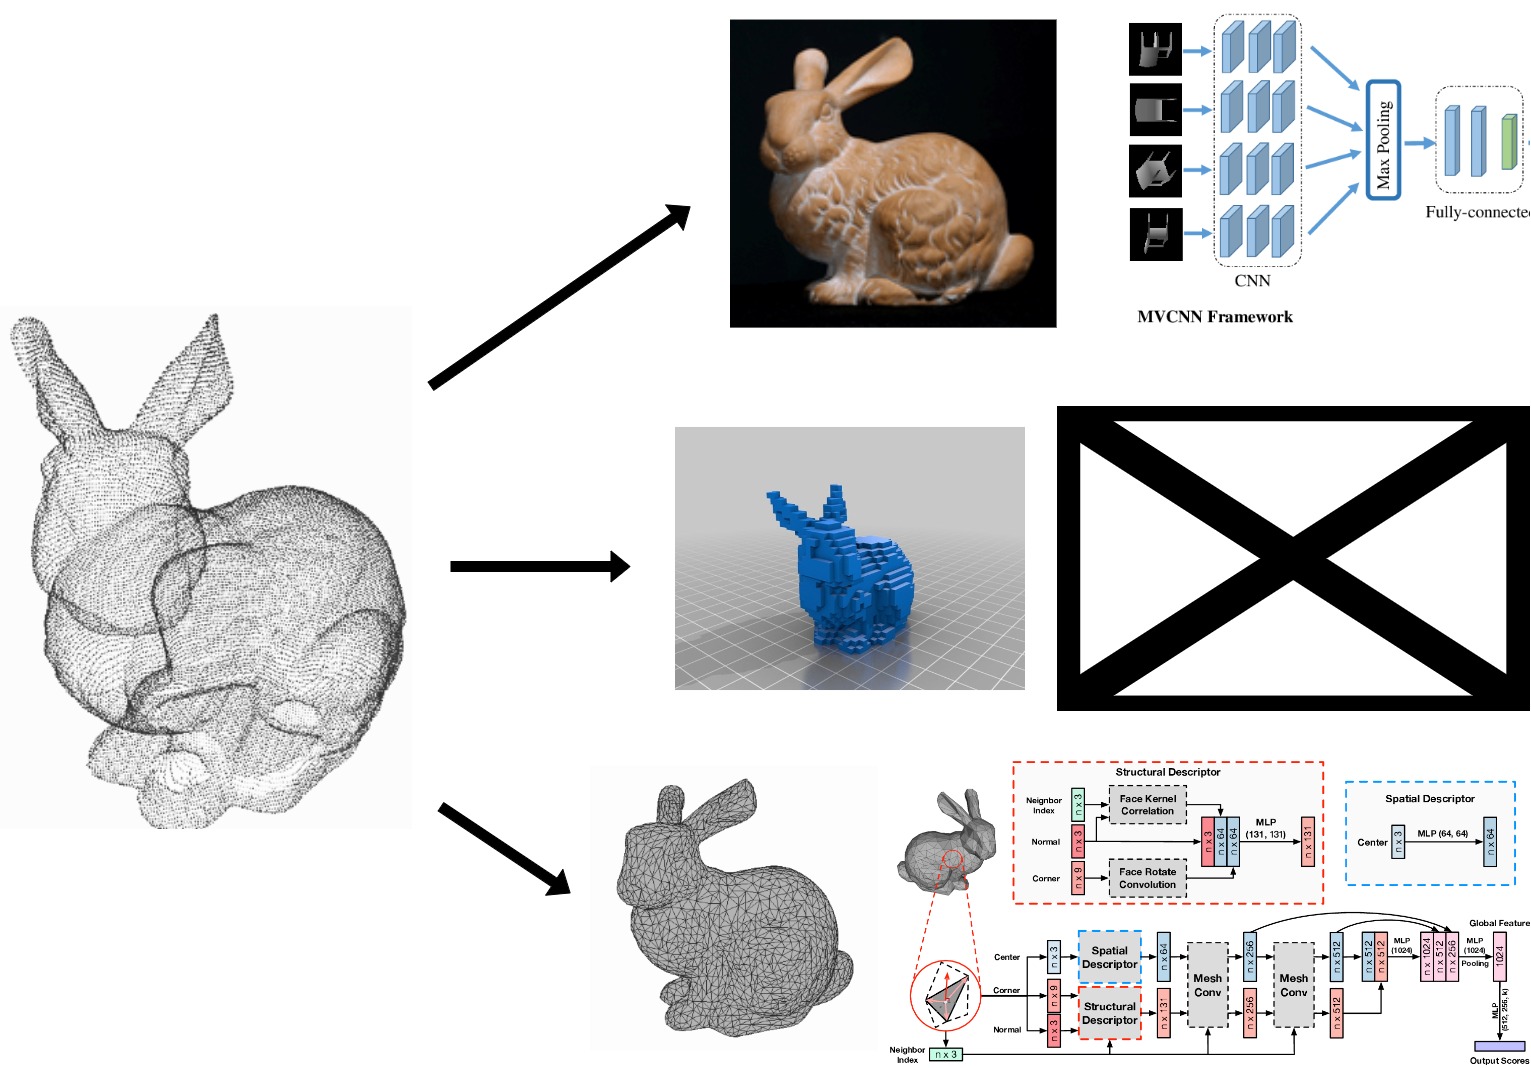 Max Pooling
Fully-connecte
CNN
MVCNN Framework
Structural Descriptor
Neighbor
Index
n x 3
Face Kernel
Correlation
Normal
n x 3
n x 3
n x 64
n x 64
MLP
(131, 131)
n x 131
Corner
n x 9
Face Rotate
Convolution
Spatial Descriptor
Center
n x 3
MLP (64, 64)
n x 64
Center
n x 3
Spatial
Descriptor
n x 64
Corner
n x 9
Structural
Descriptor
n x 131
Normal
n x 3
Neighbor
Index
n x 3
Mesh
Conv
n x 256
n x 256
Mesh
Conv
n x 512
n x 512
n x 512
n x 512
MLP
(1024)
n x 1024
n x 512
n x 256
MLP
(1024)
Pooling
Global Feature
1024
MLP
(512, 256, k)
Output Scores